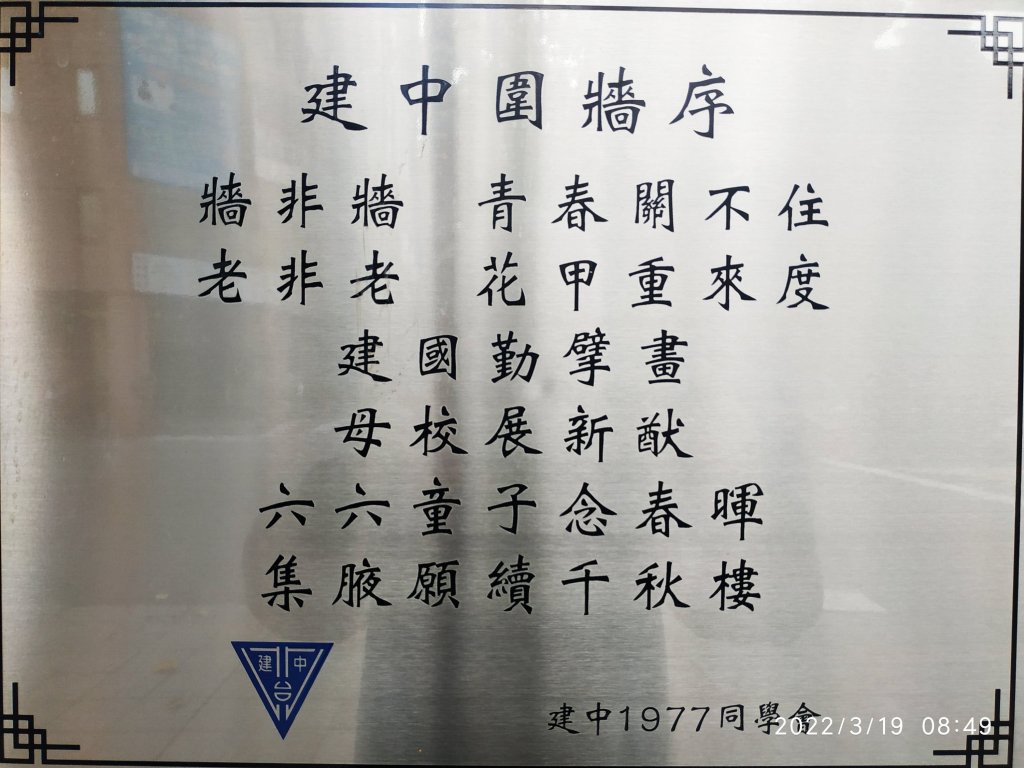 建中圍牆序
牆非牆 青春關不住
老非老 花甲重來度
建國勤擘畫
母校展新猷
六六童子念春暉
集腋願續千秋樓
建中
台
建中1977同學會
2022/3/19 08:49